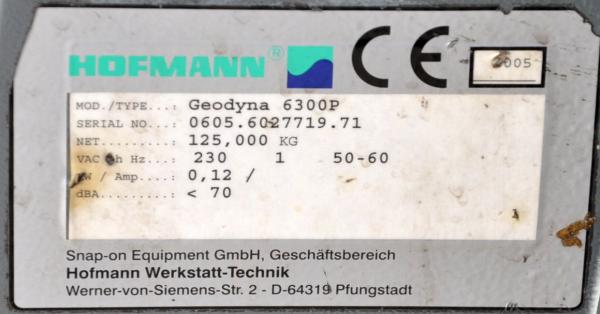 HOFMANN® CE 2005
MOD./TYPE...: Geodyna 6300P
SERIAL NO...: 0605.6027719.71
NET.........: 125,000 KG
VAC Ph Hz...: 230 1 50-60
KW / Amp....: 0,12 /
dBA.........: < 70
Snap-on Equipment GmbH, Geschäftsbereich
Hofmann Werkstatt-Technik
Werner-von-Siemens-Str. 2 - D-64319 Pfungstadt